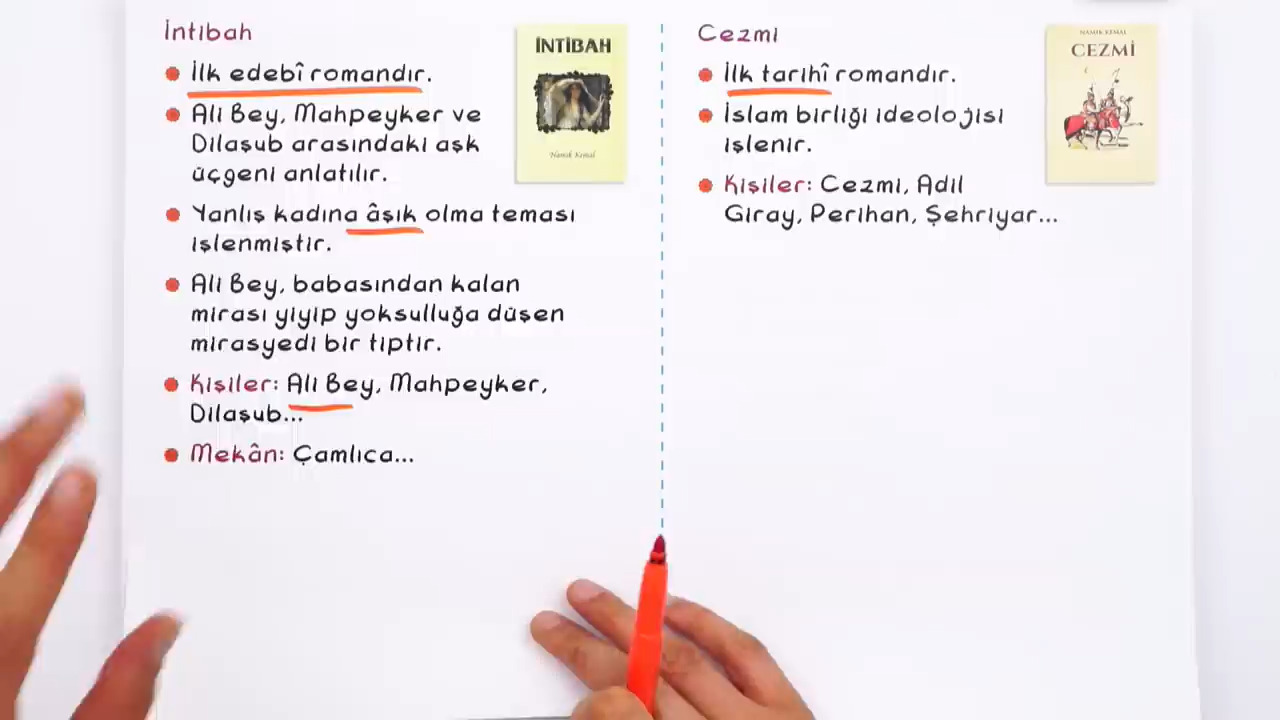 İntibah
İlk edebî romandır.
Ali Bey, Mahpeyker ve
Dilaşub arasındaki aşk
üçgeni anlatılır.
Yanlış kadına âşık olma teması
işlenmiştir.
Ali Bey, babasından kalan
mirası yiyip yoksulluğa düşen
mirasyedi bir tiptir.
Kişiler: Ali Bey, Mahpeyker,
Dilaşub...
Mekân: Çamlıca...
İNTİBAH
Namık Kemal
Cezmi
İlk tarihî romandır.
İslam birliği ideolojisi
işlenir.
Kişiler: Cezmi, Adil
Giray, Perihan, Şehriyar...
NAMIK KEMAL
CEZMİ